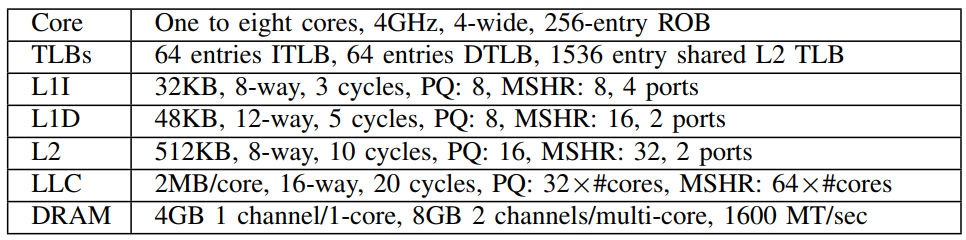 Core One to eight cores, 4GHz, 4-wide, 256-entry ROB
TLBs 64 entries ITLB, 64 entries DTLB, 1536 entry shared L2 TLB
L1I 32KB, 8-way, 3 cycles, PQ: 8, MSHR: 8, 4 ports
L1D 48KB, 12-way, 5 cycles, PQ: 8, MSHR: 16, 2 ports
L2 512KB, 8-way, 10 cycles, PQ: 16, MSHR: 32, 2 ports
LLC 2MB/core, 16-way, 20 cycles, PQ: 32×#cores, MSHR: 64×#cores
DRAM 4GB 1 channel/1-core, 8GB 2 channels/multi-core, 1600 MT/sec